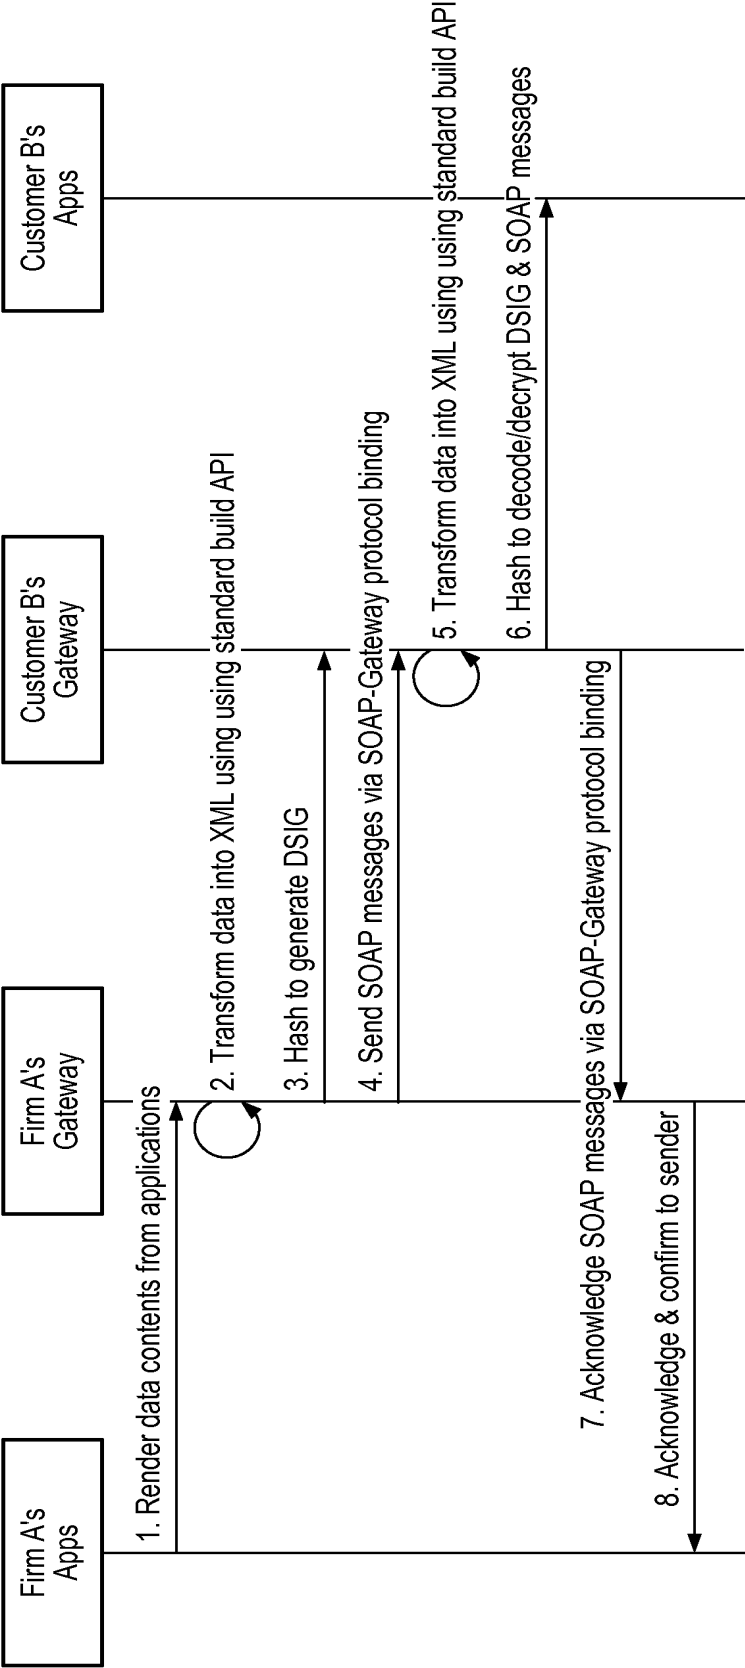 Firm A's
Apps
Firm A's
Gateway
Customer B's
Gateway
Customer B's
Apps
1. Render data contents from applications
2. Transform data into XML using using standard build API
3. Hash to generate DSIG
4. Send SOAP messages via SOAP-Gateway protocol binding
5. Transform data into XML using using standard build API
6. Hash to decode/decrypt DSIG & SOAP messages
7. Acknowledge SOAP messages via SOAP-Gateway protocol binding
8. Acknowledge & confirm to sender